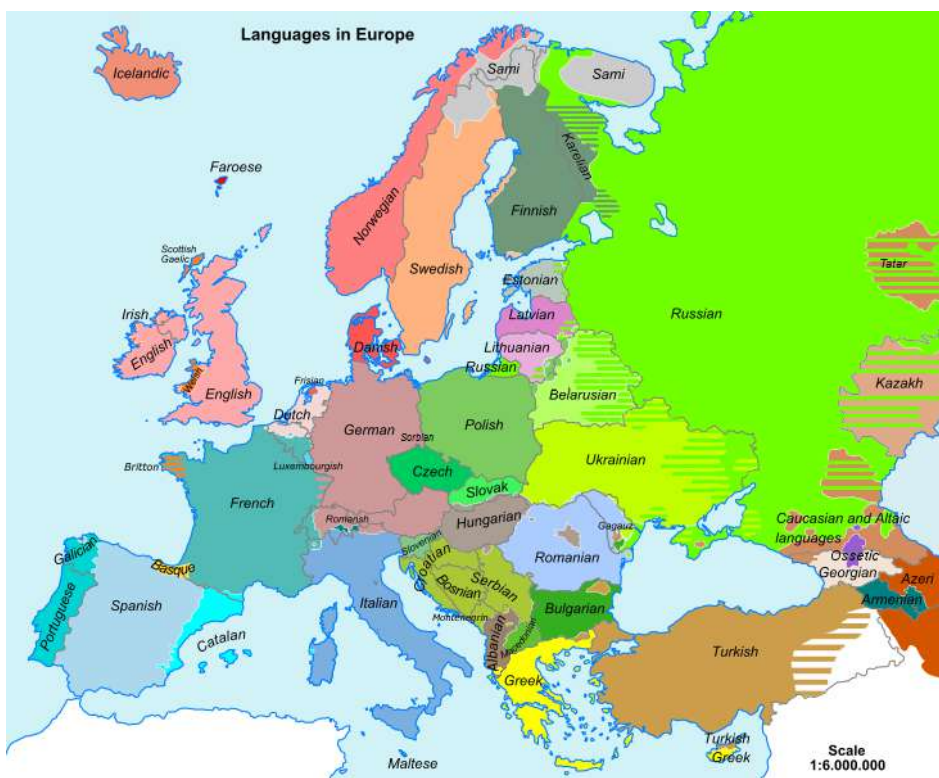 Languages in Europe
Icelandic
Sami
Sami
Faroese
Norwegian
Karelian
Finnish
Scottish
Gaelic
Swedish
Tatar
Estonian
Irish
English
Latvian
Russian
Danish
Lithuanian
Russian
Welsh
English
Frisian
Dutch
Belarusian
Kazakh
German
Sorbian
Polish
Britton
Luxembourgish
Czech
Ukrainian
French
Slovak
Romansh
Hungarian
Gagauz
Caucasian and Altaic
languages
Slovenian
Romanian
Ossetic
Galician
Basque
Croatian
Georgian
Serbian
Bosnian
Azeri
Portuguese
Spanish
Italian
Armenian
Bulgarian
Montenegrin
Catalan
Albanian
Macedonian
Turkish
Greek
Turkish
Greek
Maltese
Scale
1:6.000.000